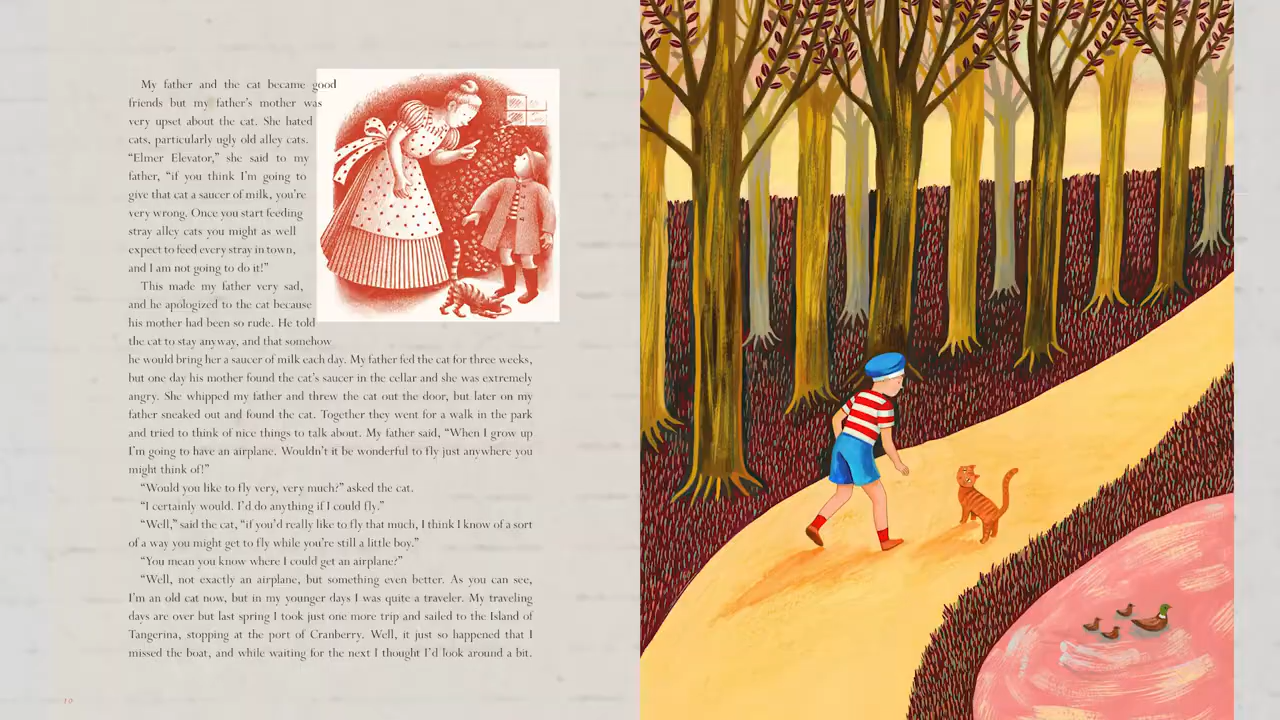 My father and the cat became good
friends but my father's mother was
very upset about the cat. She hated
cats, particularly ugly old alley cats.
“Elmer Elevator,” she said to my
father, “if you think I'm going to
give that cat a saucer of milk, you're
very wrong. Once you start feeding
stray alley cats you might as well
expect to feed every stray in town,
and I am not going to do it!”
This made my father very sad,
and he apologized to the cat because
his mother had been so rude. He told
the cat to stay anyway, and that somehow
he would bring her a saucer of milk each day. My father fed the cat for three weeks,
but one day his mother found the cat's saucer in the cellar and she was extremely
angry. She whipped my father and threw the cat out the door, but later on my
father sneaked out and found the cat. Together they went for a walk in the park
and tried to think of nice things to talk about. My father said, “When I grow up
I'm going to have an airplane. Wouldn't it be wonderful to fly just anywhere you
might think of!”
“Would you like to fly very, very much?” asked the cat.
“I certainly would. I'd do anything if I could fly.”
“Well,” said the cat, “if you'd really like to fly that much, I think I know of a sort
of a way you might get to fly while you're still a little boy.”
“You mean you know where I could get an airplane?”
“Well, not exactly an airplane, but something even better. As you can see,
I'm an old cat now, but in my younger days I was quite a traveler. My traveling
days are over but last spring I took just one more trip and sailed to the Island of
Tangerina, stopping at the port of Cranberry. Well, it just so happened that I
missed the boat, and while waiting for the next I thought I'd look around a bit.